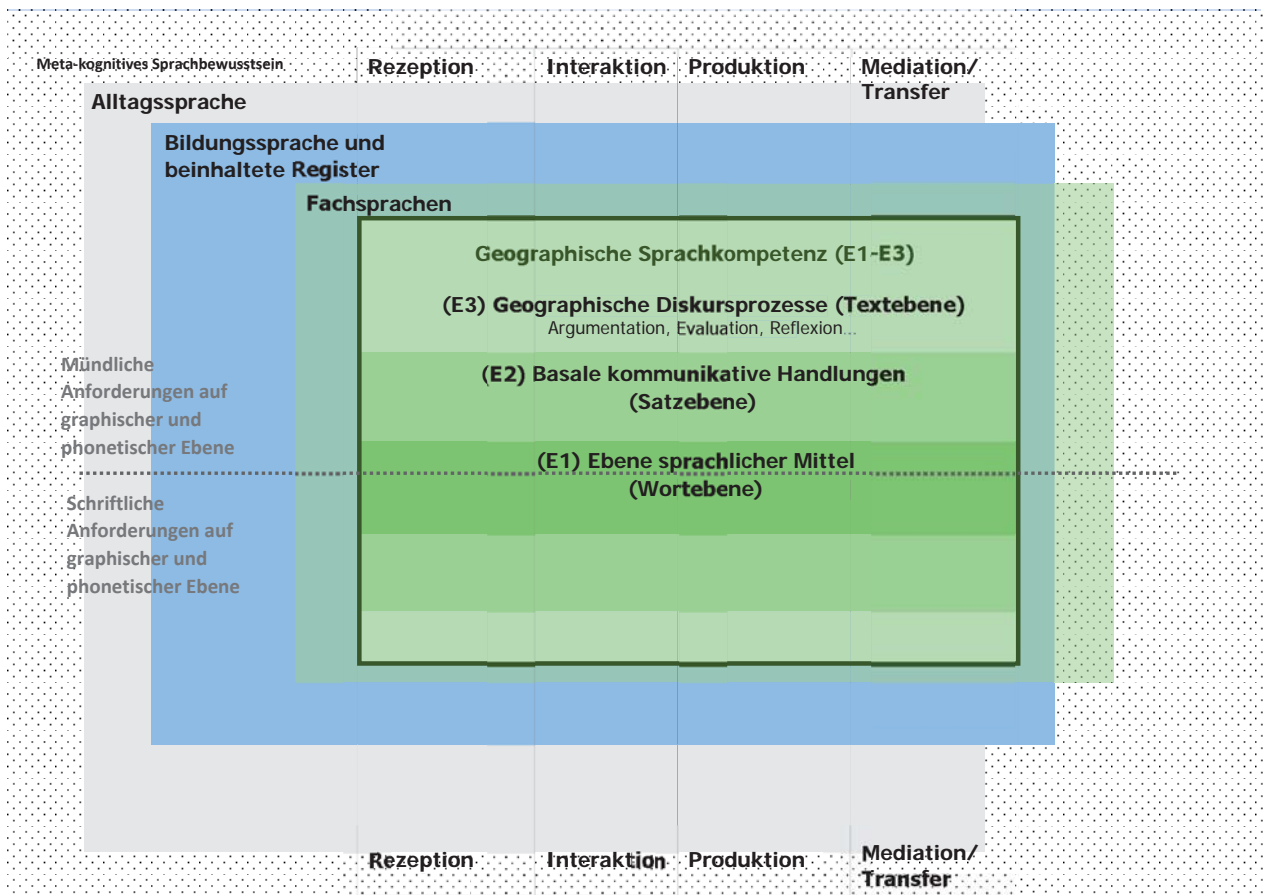 Meta-kognitives Sprachbewusstsein
Rezeption
Interaktion
Produktion
Mediation/
Transfer
Alltagssprache
Bildungssprache und
beinhaltete Register
Fachsprachen
Geographische Sprachkompetenz (E1-E3)
(E3) Geographische Diskursprozesse (Textebene)
Argumentation, Evaluation, Reflexion...
(E2) Basale kommunikative Handlungen
(Satzebene)
(E1) Ebene sprachlicher Mittel
(Wortebene)
Mündliche
Anforderungen auf
graphischer und
phonetischer Ebene
Schriftliche
Anforderungen auf
graphischer und
phonetischer Ebene
Rezeption
Interaktion
Produktion
Mediation/
Transfer